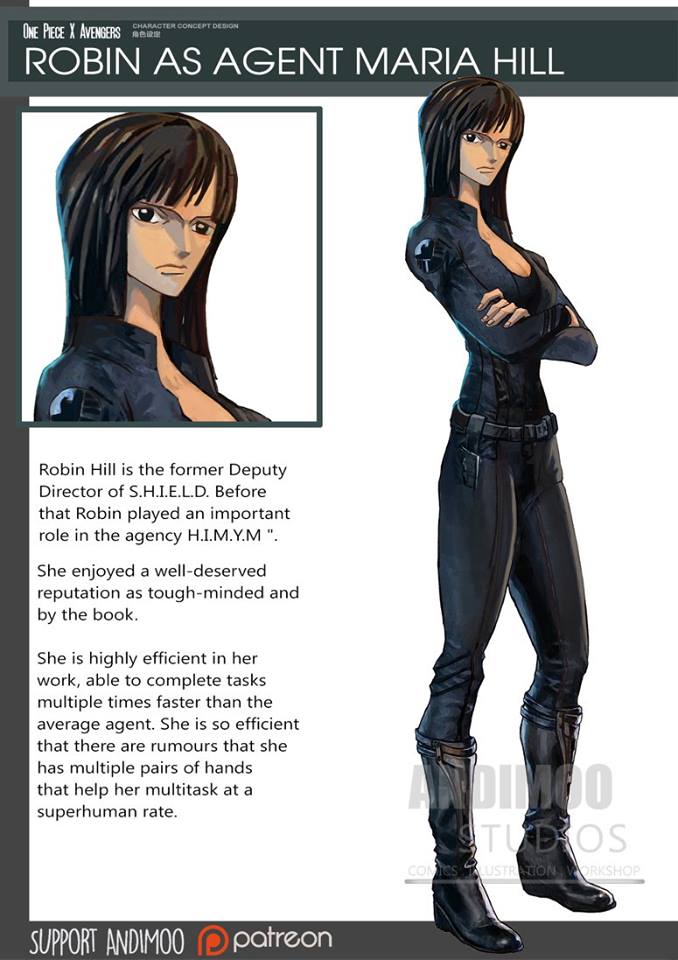 One Piece X Avengers
CHARACTER CONCEPT DESIGN
角色设定
ROBIN AS AGENT MARIA HILL
Robin Hill is the former Deputy
Director of S.H.I.E.L.D. Before
that Robin played an important
role in the agency H.I.M.Y.M ".
She enjoyed a well-deserved
reputation as tough-minded and
by the book.
She is highly efficient in her
work, able to complete tasks
multiple times faster than the
average agent. She is so efficient
that there are rumours that she
has multiple pairs of hands
that help her multitask at a
superhuman rate.
ANDIMOO
STUDIOS
COMICS . ILLUSTRATION . WORKSHOP
SUPPORT ANDIMOO patreon